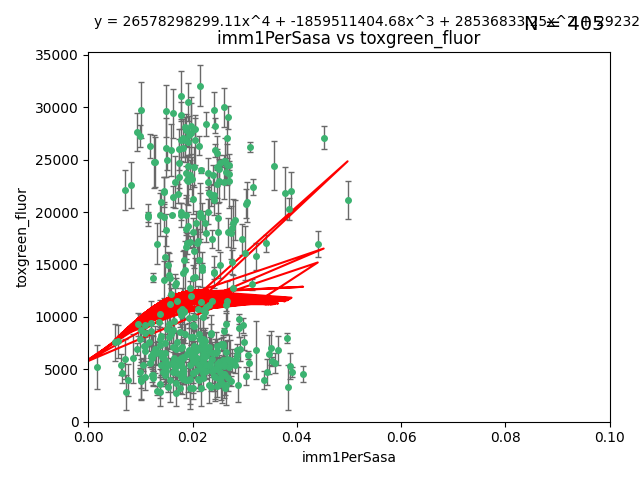 y = 26578298299.11x^4 + -1859511404.68x^3 + 28536833
N = 405
imm1PerSasa vs toxgreen_fluor
35000
30000
25000
20000
15000
10000
5000
0
toxgreen_fluor
0.00 0.02 0.04 0.06 0.08 0.10
imm1PerSasa